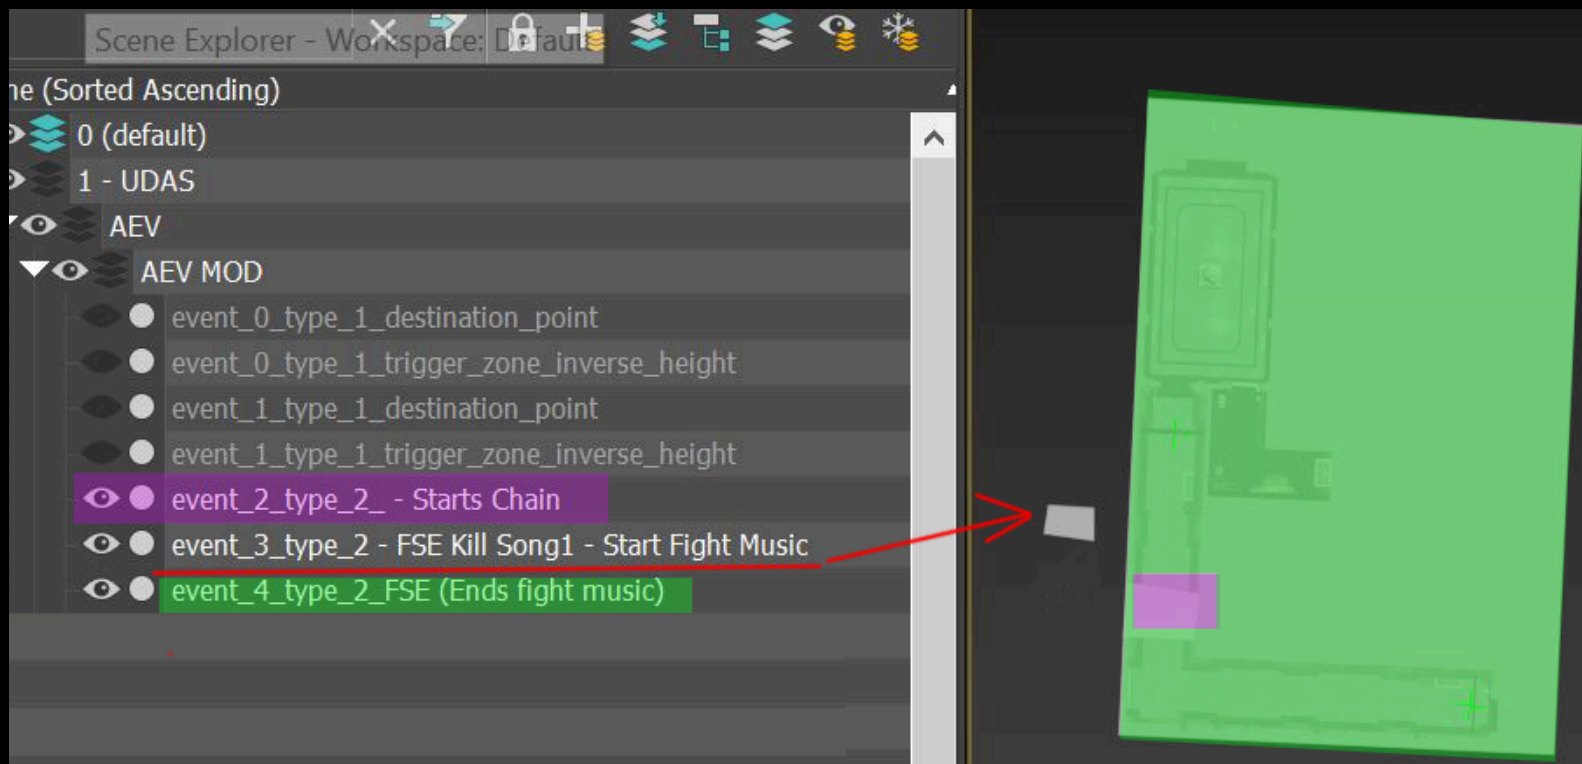 Scene Explorer - Workspace: Default
ne (Sorted Ascending)
0 (default)
1 - UDAS
AEV
AEV MOD
event_0_type_1_destination_point
event_0_type_1_trigger_zone_inverse_height
event_1_type_1_destination_point
event_1_type_1_trigger_zone_inverse_height
event_2_type_2_ - Starts Chain
event_3_type_2 - FSE Kill Song1 - Start Fight Music
event_4_type_2_FSE (Ends fight music)